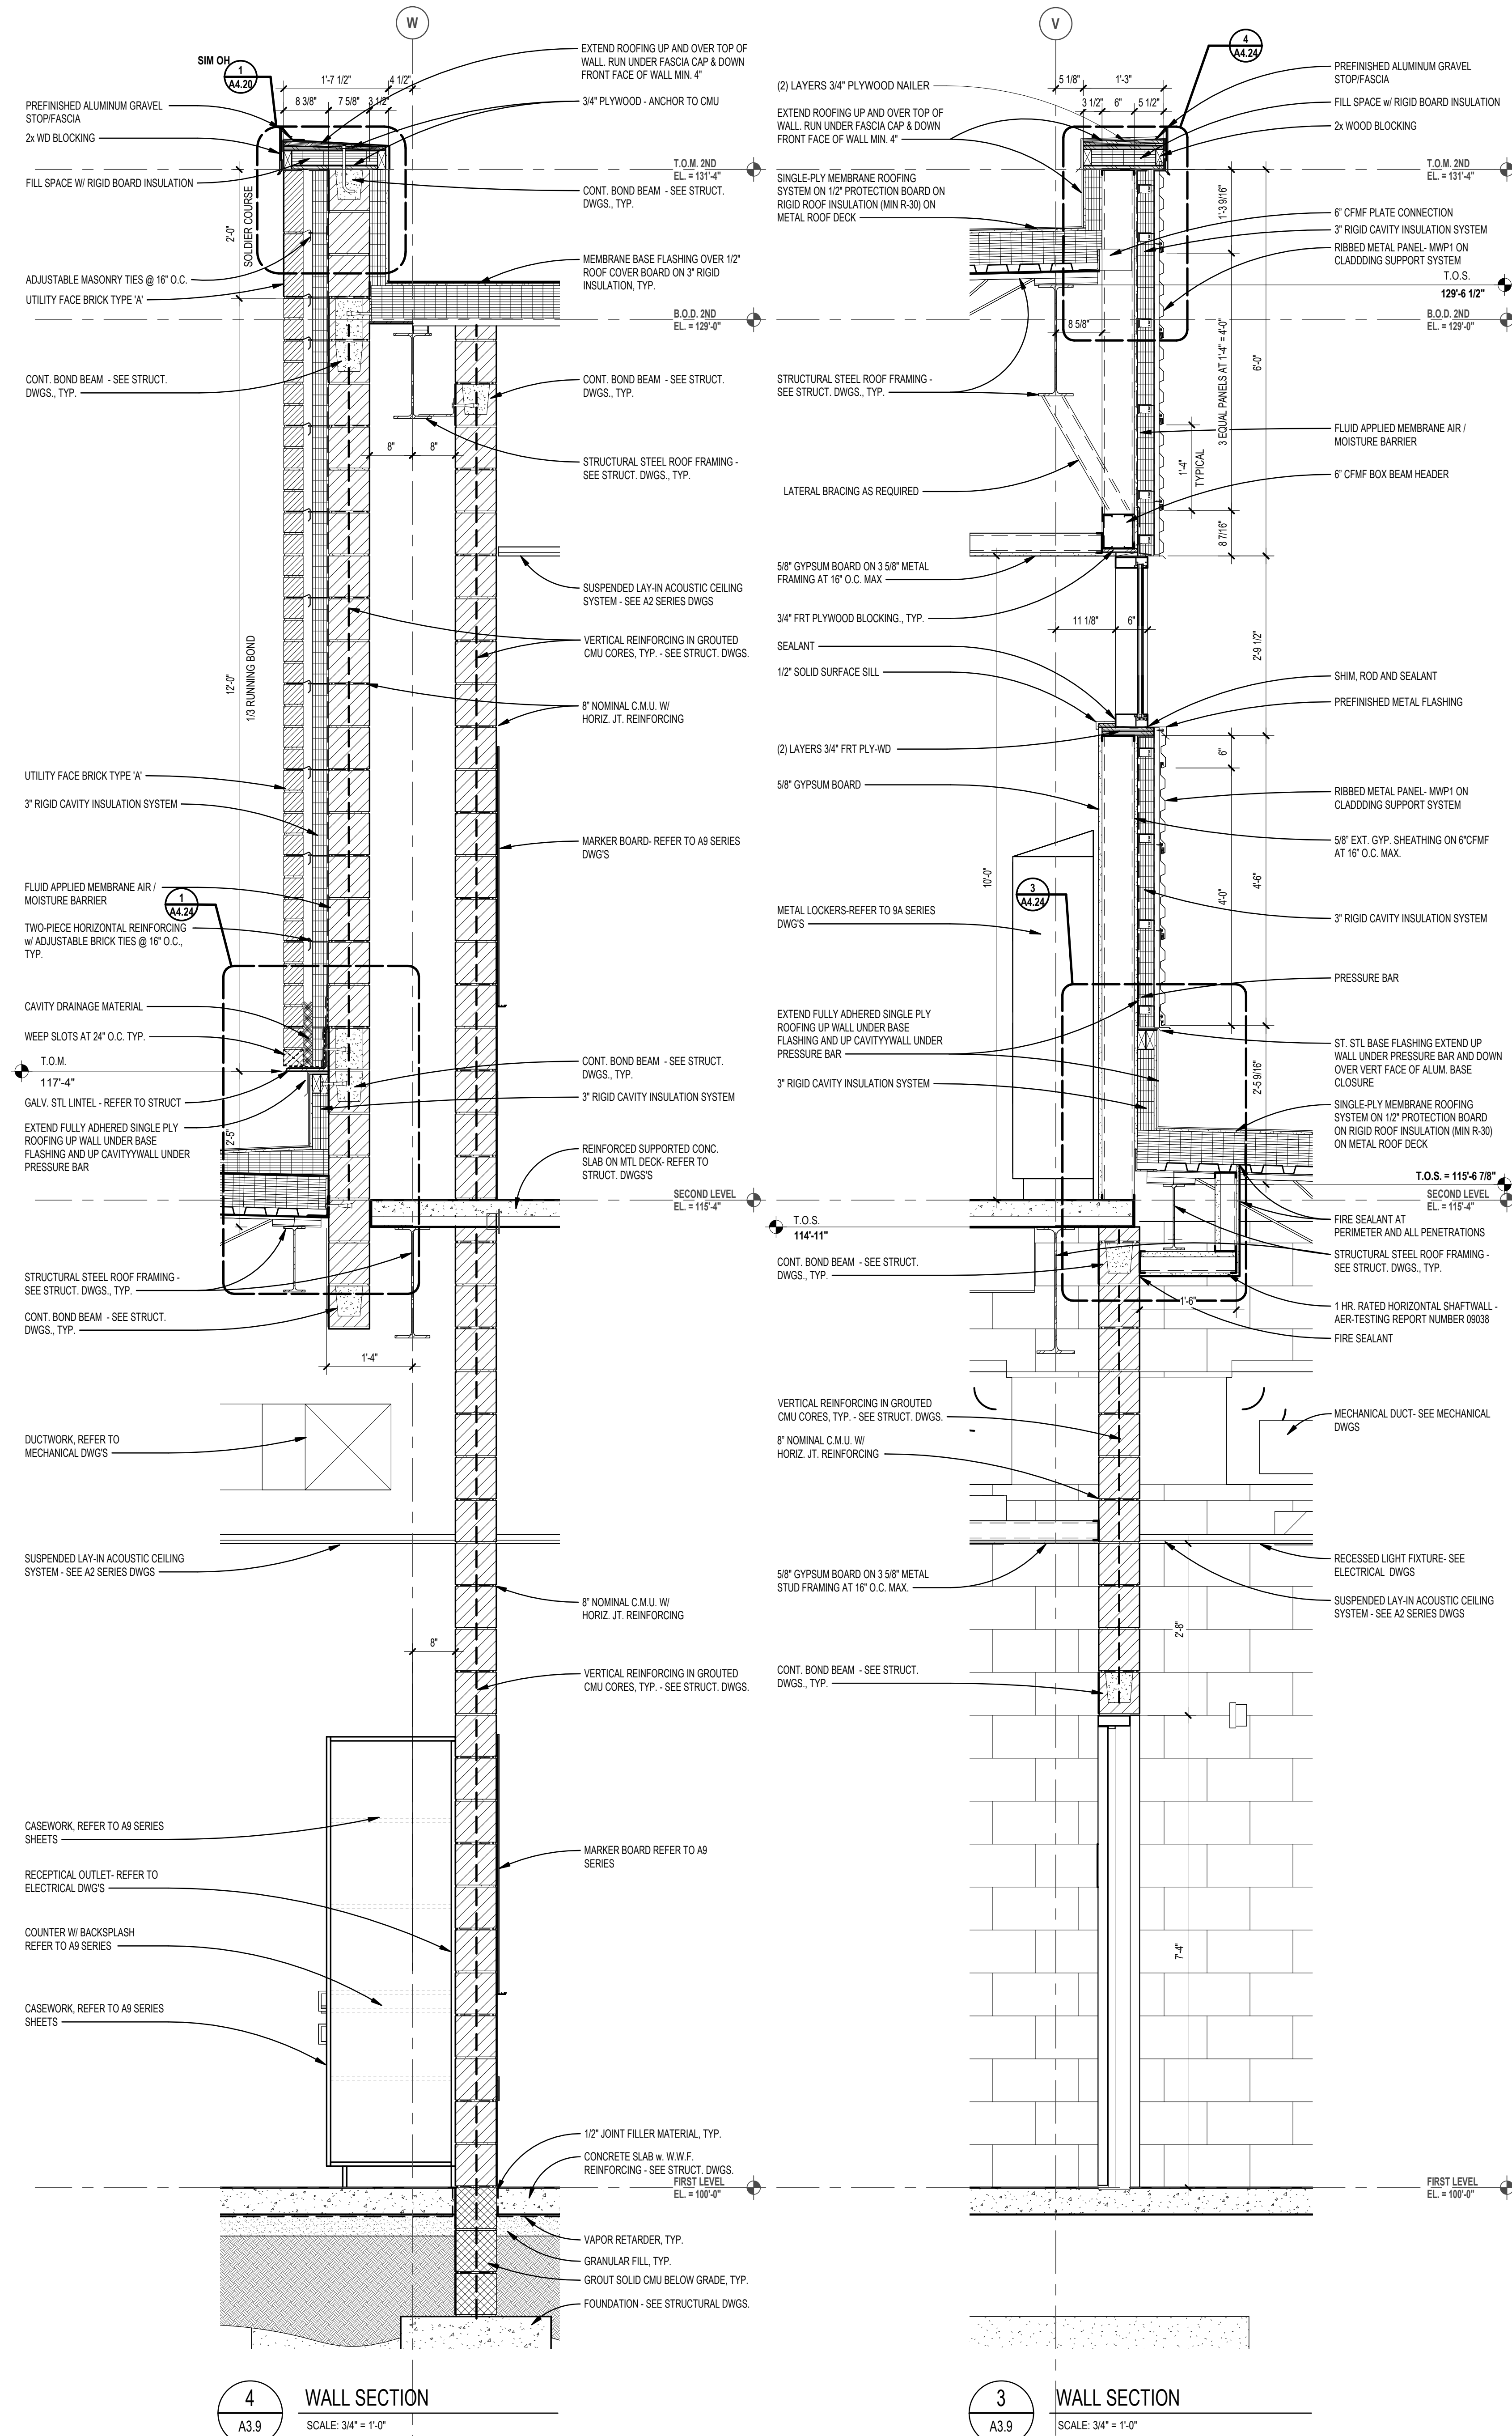 W
SIM OH
1
A4.20
1'-7 1/2"
4 1/2"
8 3/8"
7 5/8"
3 1/2"
EXTEND ROOFING UP AND OVER TOP OF
WALL. RUN UNDER FASCIA CAP & DOWN
FRONT FACE OF WALL MIN. 4"
3/4" PLYWOOD - ANCHOR TO CMU
PREFINISHED ALUMINUM GRAVEL
STOP/FASCIA
2x WD BLOCKING
FILL SPACE W/ RIGID BOARD INSULATION
T.O.M. 2ND
EL. = 131'-4"
CONT. BOND BEAM - SEE STRUCT.
DWGS., TYP.
2'-0"
SOLDIER COURSE
MEMBRANE BASE FLASHING OVER 1/2"
ROOF COVER BOARD ON 3" RIGID
INSULATION, TYP.
ADJUSTABLE MASONRY TIES @ 16" O.C.
UTILITY FACE BRICK TYPE 'A'
B.O.D. 2ND
EL. = 129'-0"
CONT. BOND BEAM - SEE STRUCT.
DWGS., TYP.
CONT. BOND BEAM - SEE STRUCT.
DWGS., TYP.
8"
8"
STRUCTURAL STEEL ROOF FRAMING -
SEE STRUCT. DWGS., TYP.
SUSPENDED LAY-IN ACOUSTIC CEILING
SYSTEM - SEE A2 SERIES DWGS
VERTICAL REINFORCING IN GROUTED
CMU CORES, TYP. - SEE STRUCT. DWGS.
12'-0"
1/3 RUNNING BOND
8" NOMINAL C.M.U. W/
HORIZ. JT. REINFORCING
UTILITY FACE BRICK TYPE 'A'
3" RIGID CAVITY INSULATION SYSTEM
MARKER BOARD- REFER TO A9 SERIES
DWG'S
FLUID APPLIED MEMBRANE AIR /
MOISTURE BARRIER
1
A4.24
TWO-PIECE HORIZONTAL REINFORCING
w/ ADJUSTABLE BRICK TIES @ 16" O.C.,
TYP.
CAVITY DRAINAGE MATERIAL
WEEP SLOTS AT 24" O.C. TYP.
T.O.M.
117'-4"
CONT. BOND BEAM - SEE STRUCT.
DWGS., TYP.
GALV. STL LINTEL - REFER TO STRUCT
3" RIGID CAVITY INSULATION SYSTEM
EXTEND FULLY ADHERED SINGLE PLY
ROOFING UP WALL UNDER BASE
FLASHING AND UP CAVITYYWALL UNDER
PRESSURE BAR
2'-5"
REINFORCED SUPPORTED CONC.
SLAB ON MTL DECK- REFER TO
STRUCT. DWGS'S
SECOND LEVEL
EL. = 115'-4"
STRUCTURAL STEEL ROOF FRAMING -
SEE STRUCT. DWGS., TYP.
CONT. BOND BEAM - SEE STRUCT.
DWGS., TYP.
1'-4"
DUCTWORK, REFER TO
MECHANICAL DWG'S
SUSPENDED LAY-IN ACOUSTIC CEILING
SYSTEM - SEE A2 SERIES DWGS
8" NOMINAL C.M.U. W/
HORIZ. JT. REINFORCING
8"
VERTICAL REINFORCING IN GROUTED
CMU CORES, TYP. - SEE STRUCT. DWGS.
CASEWORK, REFER TO A9 SERIES
SHEETS
MARKER BOARD REFER TO A9
SERIES
RECEPTICAL OUTLET- REFER TO
ELECTRICAL DWG'S
COUNTER W/ BACKSPLASH
REFER TO A9 SERIES
CASEWORK, REFER TO A9 SERIES
SHEETS
1/2" JOINT FILLER MATERIAL, TYP.
CONCRETE SLAB w. W.W.F.
REINFORCING - SEE STRUCT. DWGS.
FIRST LEVEL
EL. = 100'-0"
VAPOR RETARDER, TYP.
GRANULAR FILL, TYP.
GROUT SOLID CMU BELOW GRADE, TYP.
FOUNDATION - SEE STRUCTURAL DWGS.
4
A3.9
WALL SECTION
SCALE: 3/4" = 1'-0"
V
4
A4.24
5 1/8"
1'-3"
3 1/2"
6"
5 1/2"
(2) LAYERS 3/4" PLYWOOD NAILER
EXTEND ROOFING UP AND OVER TOP OF
WALL. RUN UNDER FASCIA CAP & DOWN
FRONT FACE OF WALL MIN. 4"
PREFINISHED ALUMINUM GRAVEL
STOP/FASCIA
FILL SPACE w/ RIGID BOARD INSULATION
2x WOOD BLOCKING
T.O.M. 2ND
EL. = 131'-4"
SINGLE-PLY MEMBRANE ROOFING
SYSTEM ON 1/2" PROTECTION BOARD ON
RIGID ROOF INSULATION (MIN R-30) ON
METAL ROOF DECK
1'-3 9/16"
6" CFMF PLATE CONNECTION
3" RIGID CAVITY INSULATION SYSTEM
RIBBED METAL PANEL- MWP1 ON
CLADDDING SUPPORT SYSTEM
T.O.S.
129'-6 1/2"
B.O.D. 2ND
EL. = 129'-0"
8 5/8"
6'-0"
3 EQUAL PANELS AT 1'-4" = 4'-0"
STRUCTURAL STEEL ROOF FRAMING -
SEE STRUCT. DWGS., TYP.
FLUID APPLIED MEMBRANE AIR /
MOISTURE BARRIER
1'-4"
TYPICAL
6" CFMF BOX BEAM HEADER
LATERAL BRACING AS REQUIRED
8 7/16"
5/8" GYPSUM BOARD ON 3 5/8" METAL
FRAMING AT 16" O.C. MAX
3/4" FRT PLYWOOD BLOCKING., TYP.
11 1/8"
6"
SEALANT
2'-9 1/2"
1/2" SOLID SURFACE SILL
SHIM, ROD AND SEALANT
PREFINISHED METAL FLASHING
(2) LAYERS 3/4" FRT PLY-WD
6"
5/8" GYPSUM BOARD
RIBBED METAL PANEL- MWP1 ON
CLADDDING SUPPORT SYSTEM
5/8" EXT. GYP. SHEATHING ON 6"CFMF
AT 16" O.C. MAX.
10'-0"
3
A4.24
4'-0"
4'-6"
METAL LOCKERS-REFER TO 9A SERIES
DWG'S
3" RIGID CAVITY INSULATION SYSTEM
PRESSURE BAR
EXTEND FULLY ADHERED SINGLE PLY
ROOFING UP WALL UNDER BASE
FLASHING AND UP CAVITYYWALL UNDER
PRESSURE BAR
ST. STL BASE FLASHING EXTEND UP
WALL UNDER PRESSURE BAR AND DOWN
OVER VERT FACE OF ALUM. BASE
CLOSURE
3" RIGID CAVITY INSULATION SYSTEM
2'-5 9/16"
SINGLE-PLY MEMBRANE ROOFING
SYSTEM ON 1/2" PROTECTION BOARD
ON RIGID ROOF INSULATION (MIN R-30)
ON METAL ROOF DECK
T.O.S. = 115'-6 7/8"
SECOND LEVEL
EL. = 115'-4"
T.O.S.
114'-11"
FIRE SEALANT AT
PERIMETER AND ALL PENETRATIONS
STRUCTURAL STEEL ROOF FRAMING -
SEE STRUCT. DWGS., TYP.
CONT. BOND BEAM - SEE STRUCT.
DWGS., TYP.
1'-6"
1 HR. RATED HORIZONTAL SHAFTWALL -
AER-TESTING REPORT NUMBER 09038
FIRE SEALANT
VERTICAL REINFORCING IN GROUTED
CMU CORES, TYP. - SEE STRUCT. DWGS.
MECHANICAL DUCT- SEE MECHANICAL
DWGS
8" NOMINAL C.M.U. W/
HORIZ. JT. REINFORCING
RECESSED LIGHT FIXTURE- SEE
ELECTRICAL DWGS
5/8" GYPSUM BOARD ON 3 5/8" METAL
STUD FRAMING AT 16" O.C. MAX.
SUSPENDED LAY-IN ACOUSTIC CEILING
SYSTEM - SEE A2 SERIES DWGS
2'-8"
CONT. BOND BEAM - SEE STRUCT.
DWGS., TYP.
7'-4"
FIRST LEVEL
EL. = 100'-0"
3
A3.9
WALL SECTION
SCALE: 3/4" = 1'-0"